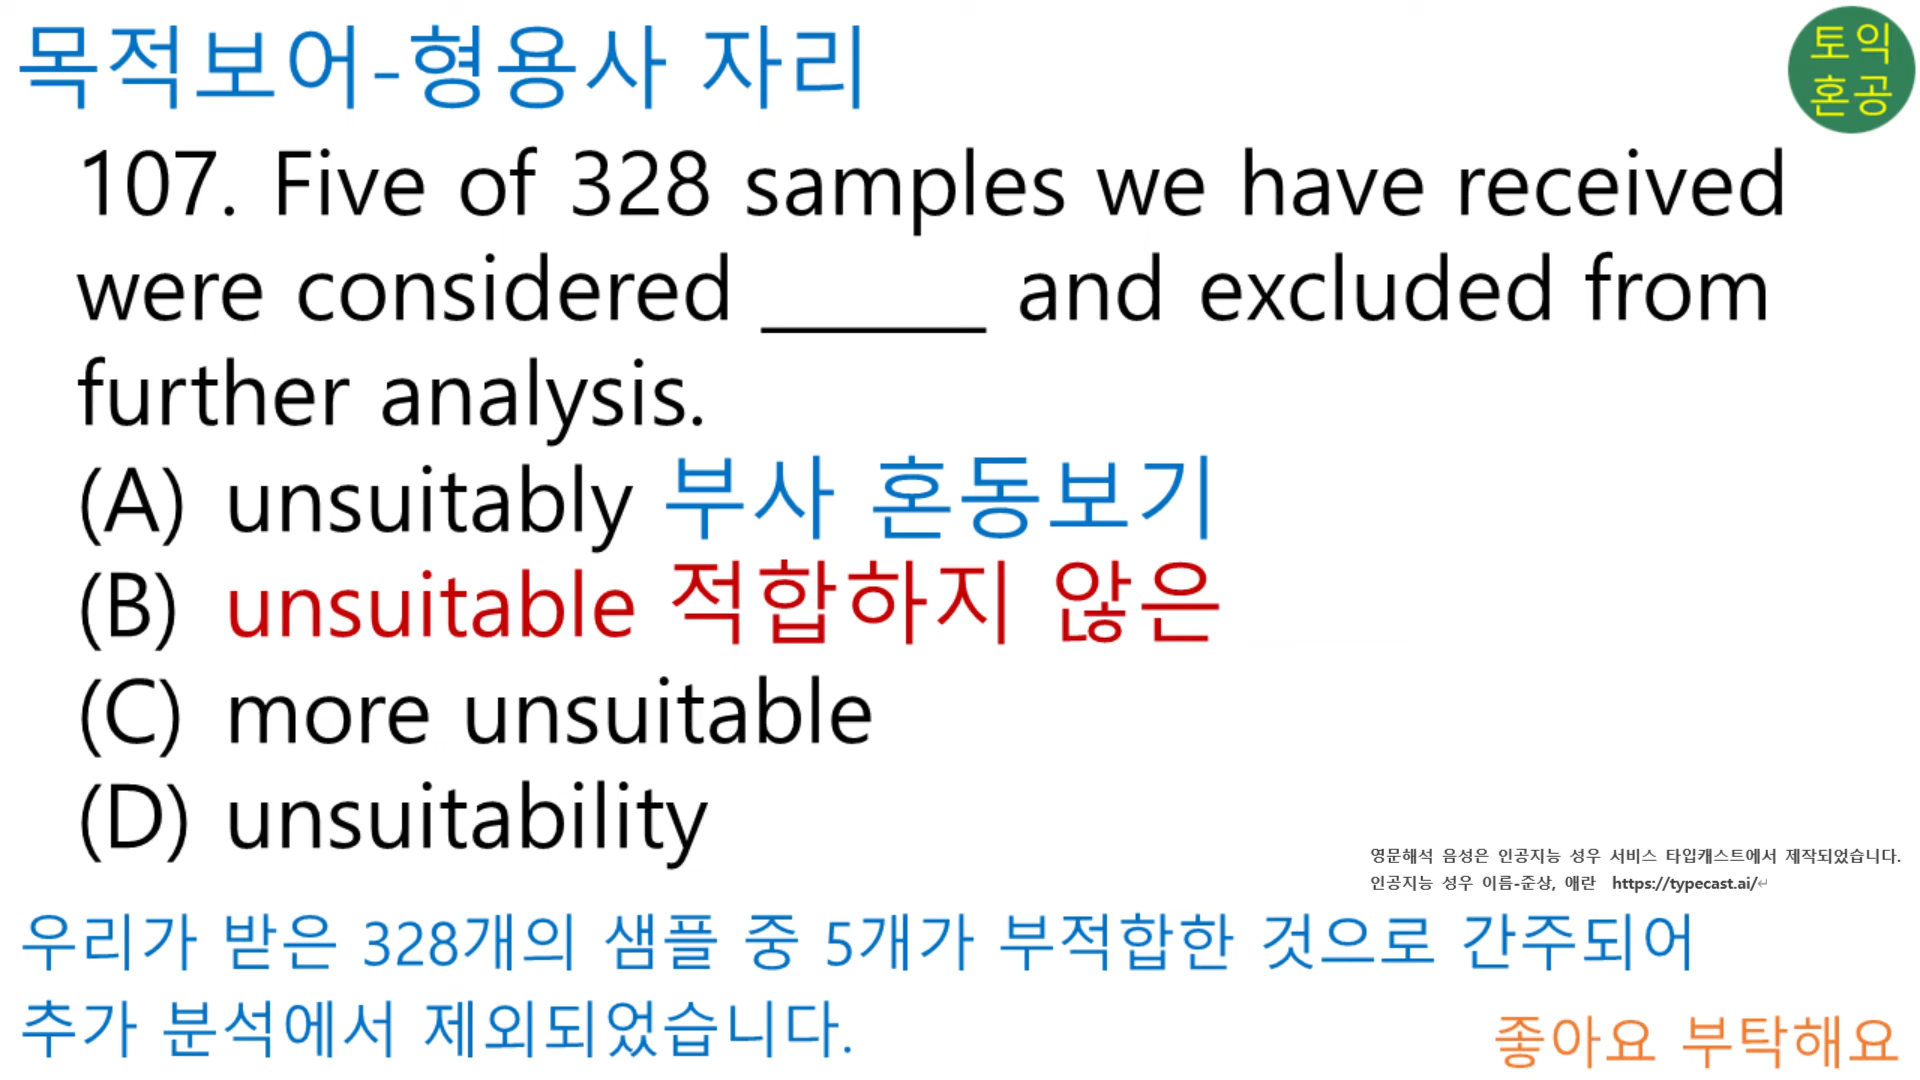 목적보어-형용사 자리
토익
혼공
107. Five of 328 samples we have received
were considered ______ and excluded from
further analysis.
(A) unsuitably 부사 혼동보기
(B) unsuitable 적합하지 않은
(C) more unsuitable
(D) unsuitability
영문해석 음성은 인공지능 성우 서비스 타입캐스트에서 제작되었습니다.
인공지능 성우 이름-준상, 애란 https://typecast.ai/↵
우리가 받은 328개의 샘플 중 5개가 부적합한 것으로 간주되어
추가 분석에서 제외되었습니다.
좋아요 부탁해요